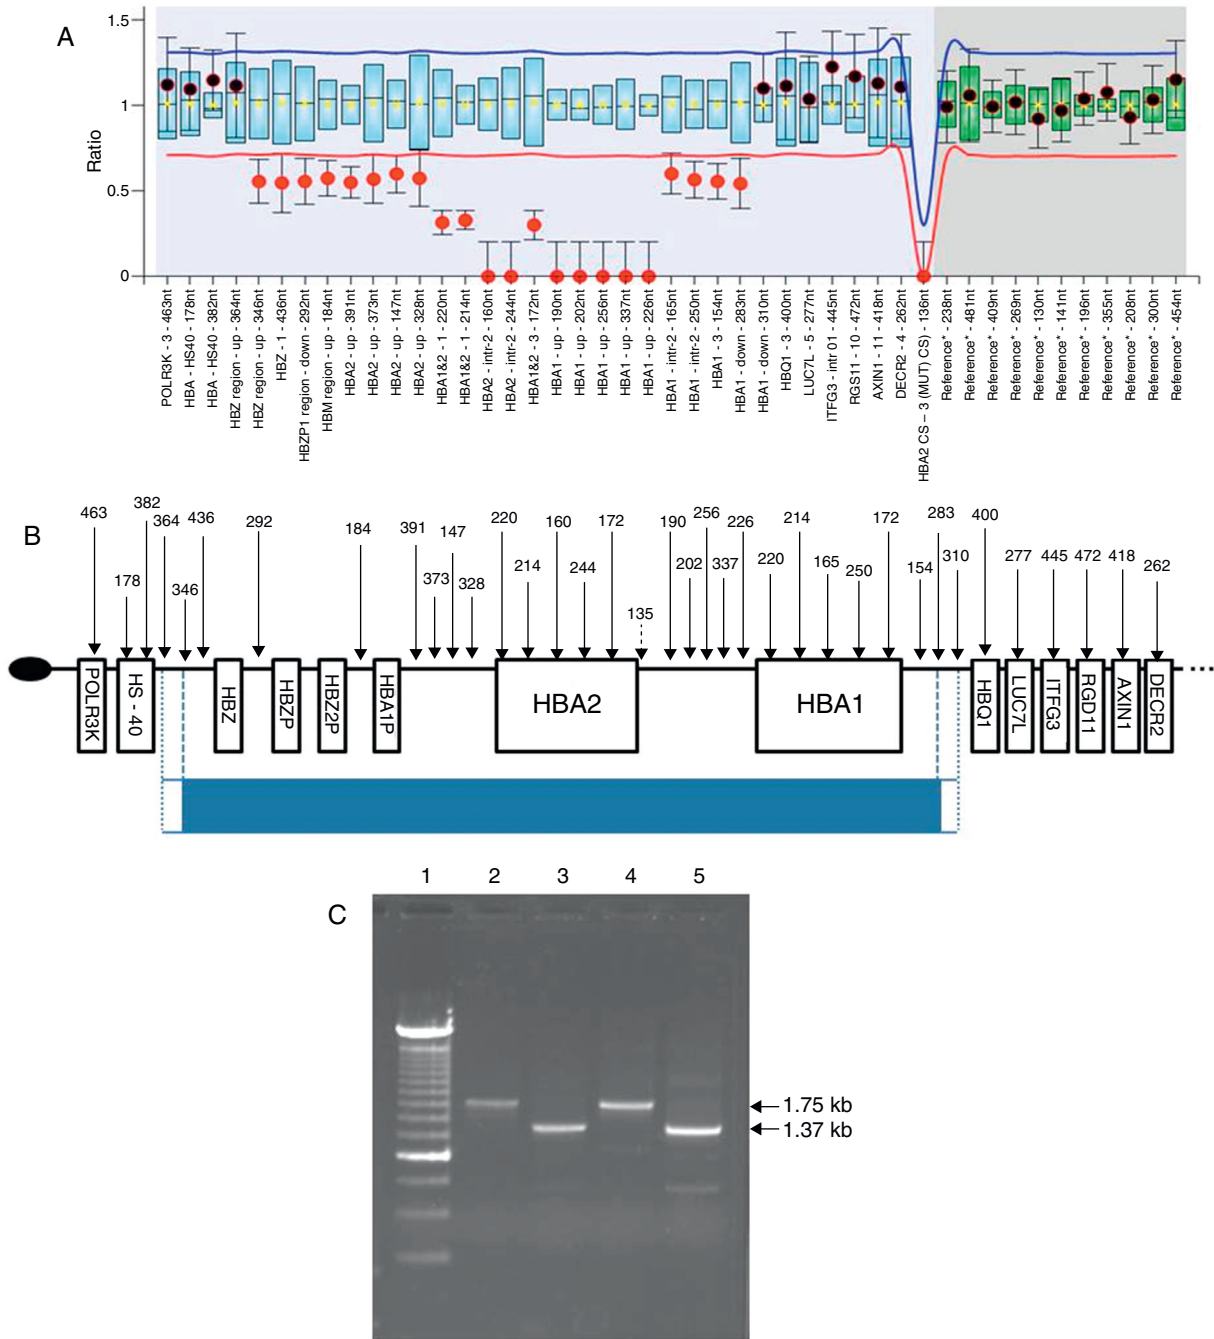 A
Ratio
1.5
1
0.5
0
POLR3K - 3 - 463nt
HBA - HS40 - 178nt
HBA - HS40 - 382nt
HBZ region - up - 364nt
HBZ region - up - 346nt
HBZ - 1 - 436nt
HBZP1 region - down - 292nt
HBM region - up - 184nt
HBA2 - up - 391nt
HBA2 - up - 373nt
HBA2 - up - 147nt
HBA2 - up - 328nt
HBA1&2 - 1 - 220nt
HBA1&2 - 1 - 214nt
HBA2 - intr-2 - 160nt
HBA2 - intr-2 - 244nt
HBA1&2 - 3 - 172nt
HBA1 - up - 190nt
HBA1 - up - 202nt
HBA1 - up - 256nt
HBA1 - up - 337nt
HBA1 - up - 226nt
HBA1 - intr-2 - 165nt
HBA1 - intr-2 - 250nt
HBA1 - 3 - 154nt
HBA1 - down - 283nt
HBA1 - down - 310nt
HBQ1 - 3 - 400nt
LUC7L - 5 - 277nt
ITFG3 - intr 01 - 445nt
RGS11 - 10 - 472nt
AXIN1 - 11 - 418nt
DECR2 - 4 - 262nt
HBA2 CS – 3 (MUT) CS) - 136nt
Reference* - 238nt
Reference* - 481nt
Reference* - 409nt
Reference* - 269nt
Reference* - 130nt
Reference* - 141nt
Reference* - 196nt
Reference* - 355nt
Reference* - 208nt
Reference* - 300nt
Reference* - 454nt
B
463
178
382
364
346
436
292
184
391
373
147
328
220
214
160
244
172
135
190
202
256
337
226
220
214
165
250
172
154
283
310
400
277
445
472
418
262
POLR3K
HS - 40
HBZ
HBZP
HBZ2P
HBA1P
HBA2
HBA1
HBQ1
LUC7L
ITFG3
RGD11
AXIN1
DECR2
C
1 2 3 4 5
1.75 kb
1.37 kb